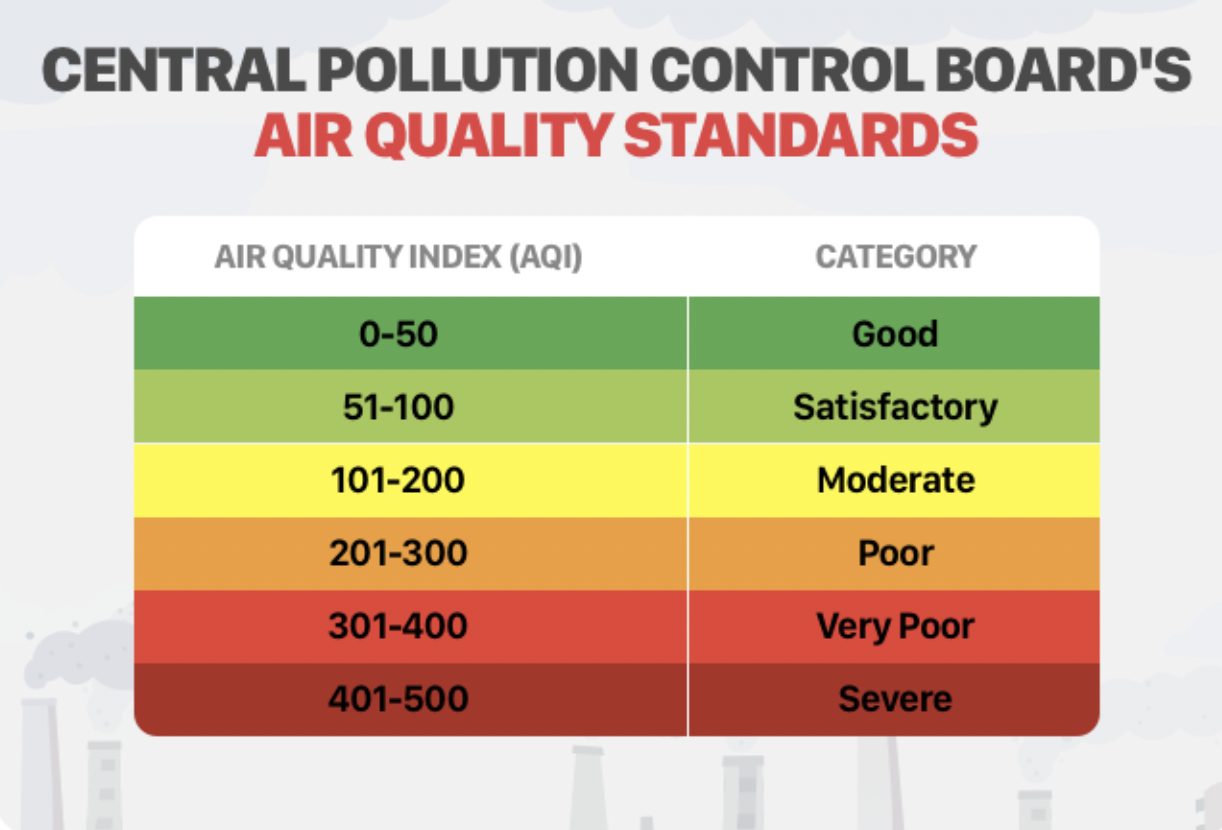 CENTRAL POLLUTION CONTROL BOARD'S
AIR QUALITY STANDARDS
AIR QUALITY INDEX (AQI) CATEGORY
0-50 Good
51-100 Satisfactory
101-200 Moderate
201-300 Poor
301-400 Very Poor
401-500 Severe